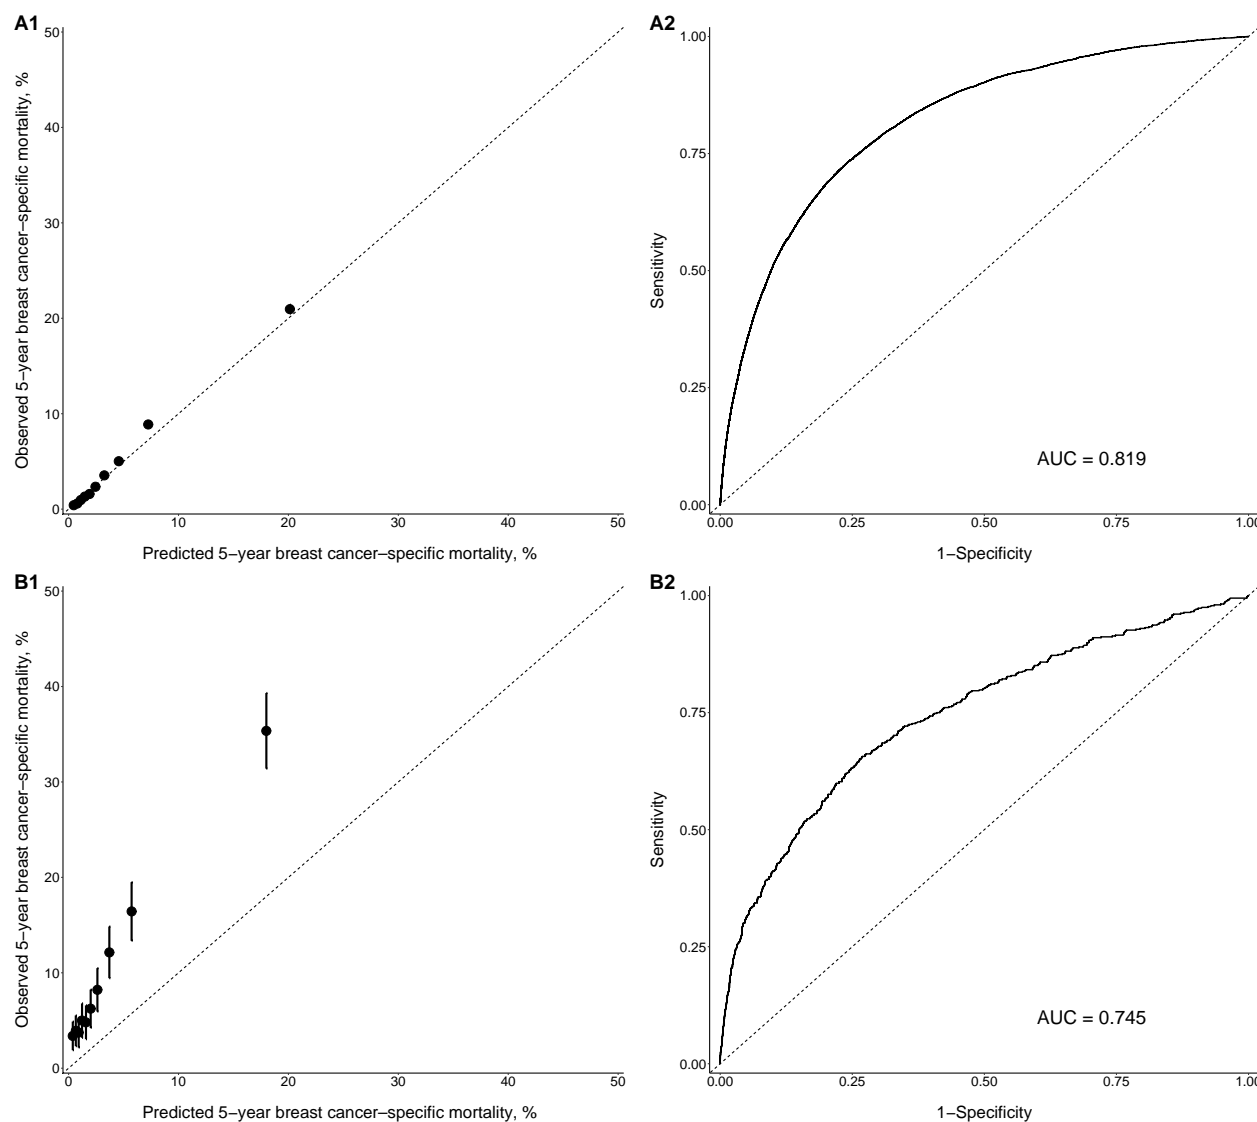 A1
Observed 5−year breast cancer−specific mortality, %
50
40
30
20
10
0
0 10 20 30 40 50
Predicted 5−year breast cancer−specific mortality, %
A2
Sensitivity
1.00
0.75
0.50
0.25
0.00
AUC = 0.819
0.00 0.25 0.50 0.75 1.00
1−Specificity
B1
Observed 5−year breast cancer−specific mortality, %
50
40
30
20
10
0
0 10 20 30 40 50
Predicted 5−year breast cancer−specific mortality, %
B2
Sensitivity
1.00
0.75
0.50
0.25
0.00
AUC = 0.745
0.00 0.25 0.50 0.75 1.00
1−Specificity